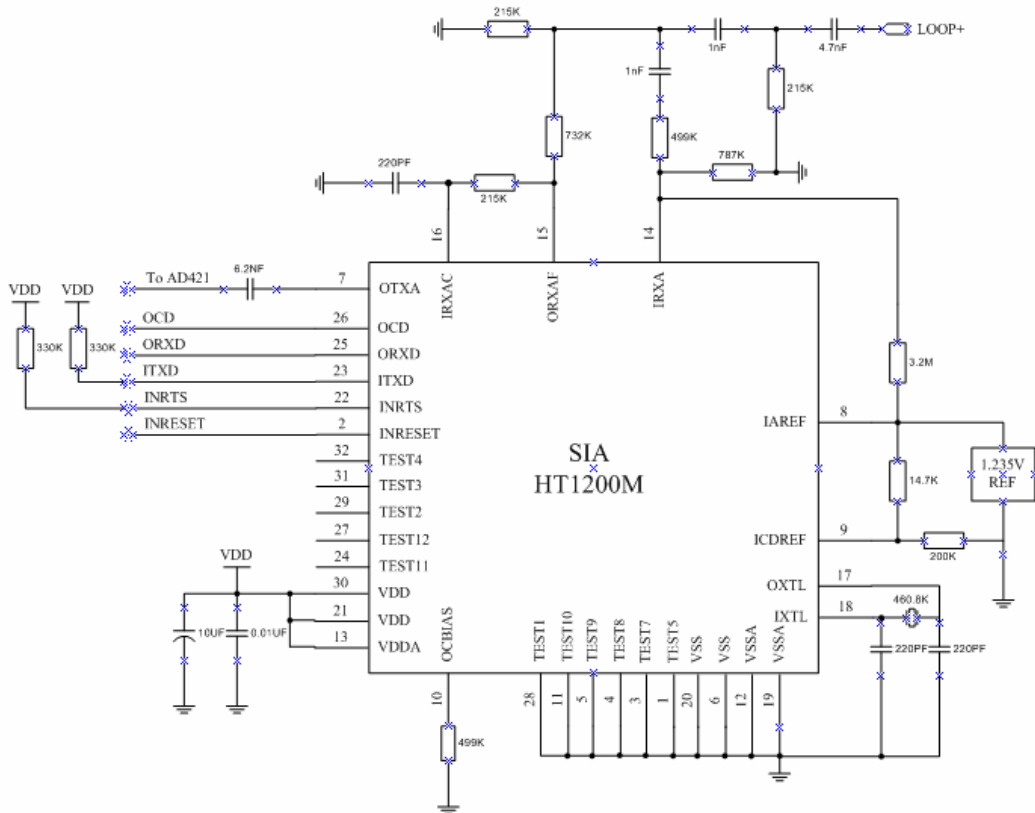 215K
1nF
4.7nF
LOOP+
1nF
215K
732K
499K
787K
220PF
215K
16
15
14
To AD421
6.2NF
7
OTXA
IRXAC
ORXAF
IRXA
VDD
VDD
330K
330K
OCD
26
OCD
ORXD
25
ORXD
ITXD
23
ITXD
INRTS
22
INRTS
INRESET
2
INRESET
32
TEST4
31
TEST3
29
TEST2
27
TEST12
24
TEST11
30
VDD
21
VDD
13
VDDA
SIA
HT1200M
3.2M
IAREF
8
1.235V
REF
14.7K
ICDREF
9
200K
OXTL
17
460.8K
IXTL
18
220PF
220PF
VDD
10UF
0.01UF
OCBIAS
TEST1
TEST10
TEST9
TEST8
TEST7
TEST5
VSS
VSS
VSSA
VSSA
10
28
11
5
4
3
1
20
6
12
19
499K